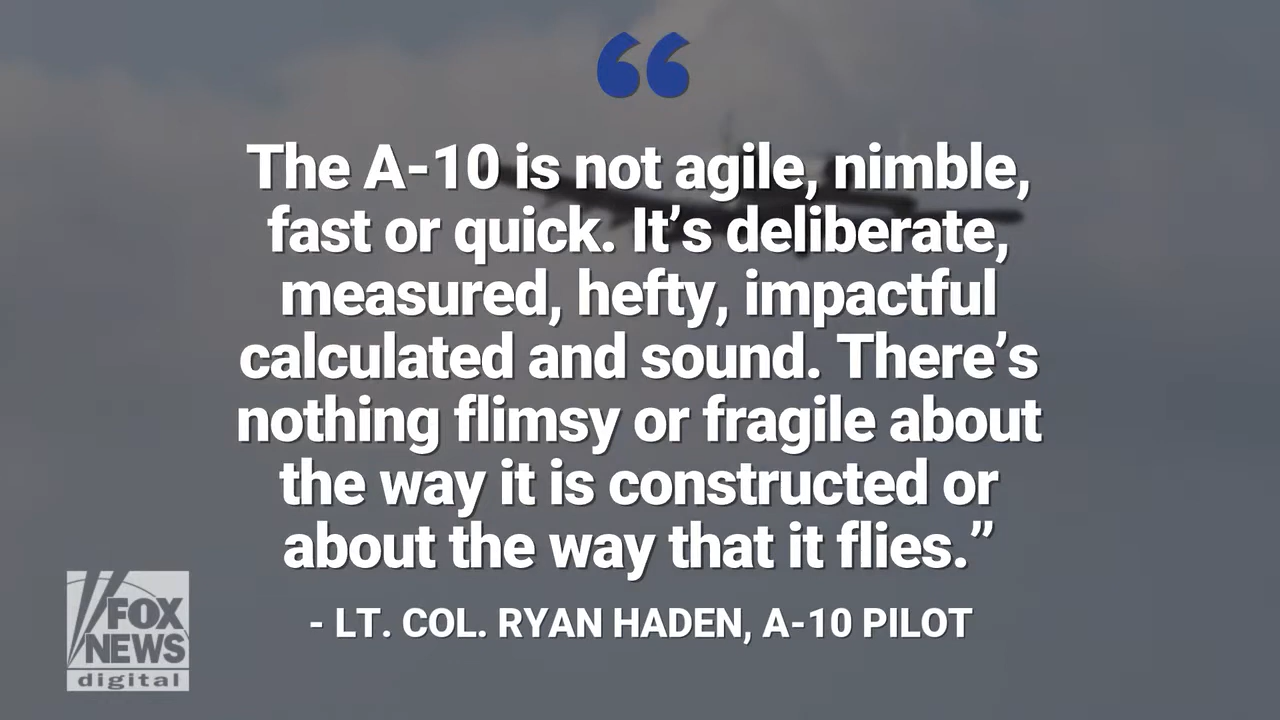 “
The A-10 is not agile, nimble,
fast or quick. It’s deliberate,
measured, hefty, impactful
calculated and sound. There’s
nothing flimsy or fragile about
the way it is constructed or
about the way that it flies.”
- LT. COL. RYAN HADEN, A-10 PILOT
FOX
NEWS
digital